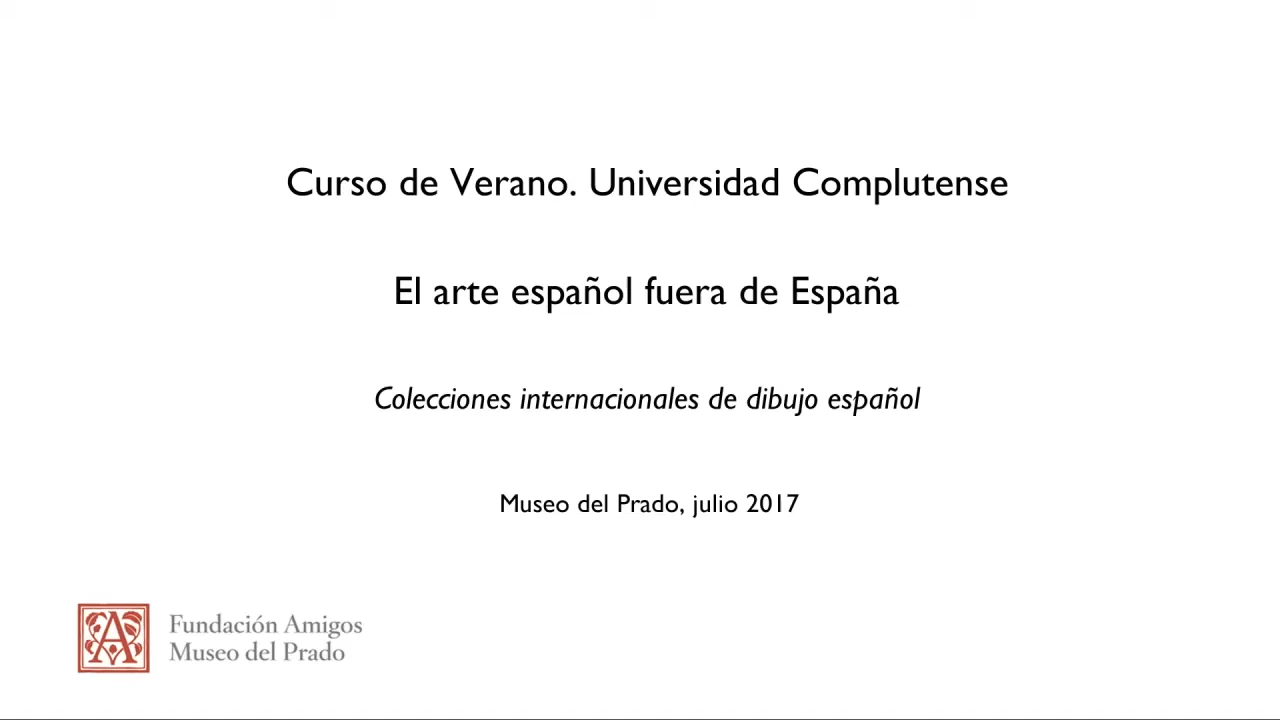 Curso de Verano. Universidad Complutense
El arte español fuera de España
Colecciones internacionales de dibujo español
Museo del Prado, julio 2017
Fundación Amigos
Museo del Prado